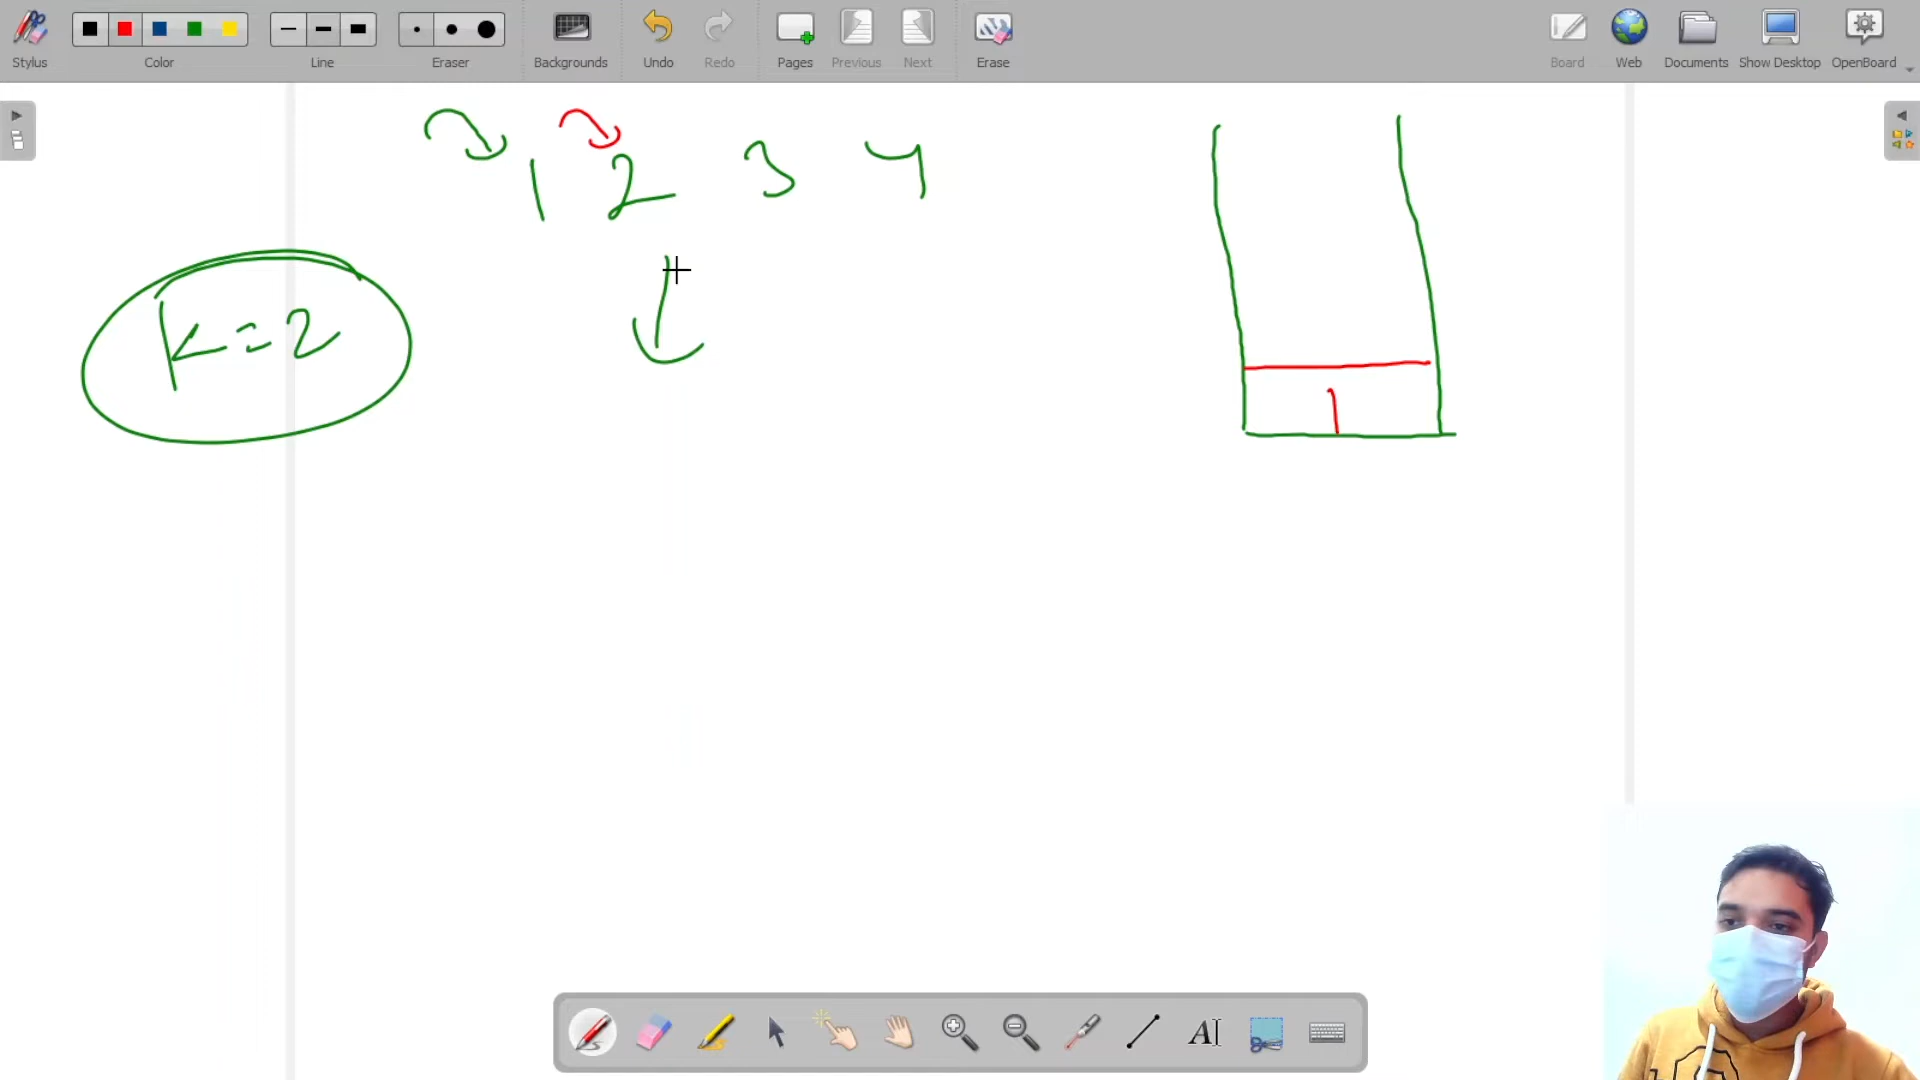 Stylus Color Line Eraser Backgrounds Undo Redo Pages Previous Next Erase Board Web Documents Show Desktop OpenBoard
1 2 3 4
K=2
1
AI